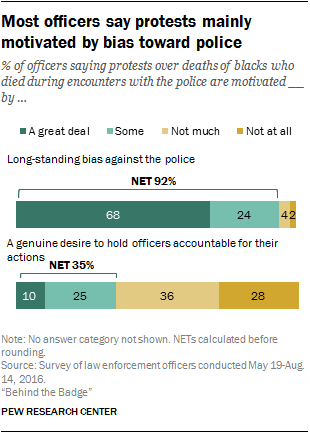 Most officers say protests mainly
motivated by bias toward police
% of officers saying protests over deaths of blacks who
died during encounters with the police are motivated __
by ...
A great deal Some Not much Not at all
Long-standing bias against the police
NET 92%
68 24 4 2
A genuine desire to hold officers accountable for their
actions
NET 35%
10 25 36 28
Note: No answer category not shown. NETs calculated before
rounding.
Source: Survey of law enforcement officers conducted May 19-Aug.
14, 2016.
“Behind the Badge”
PEW RESEARCH CENTER